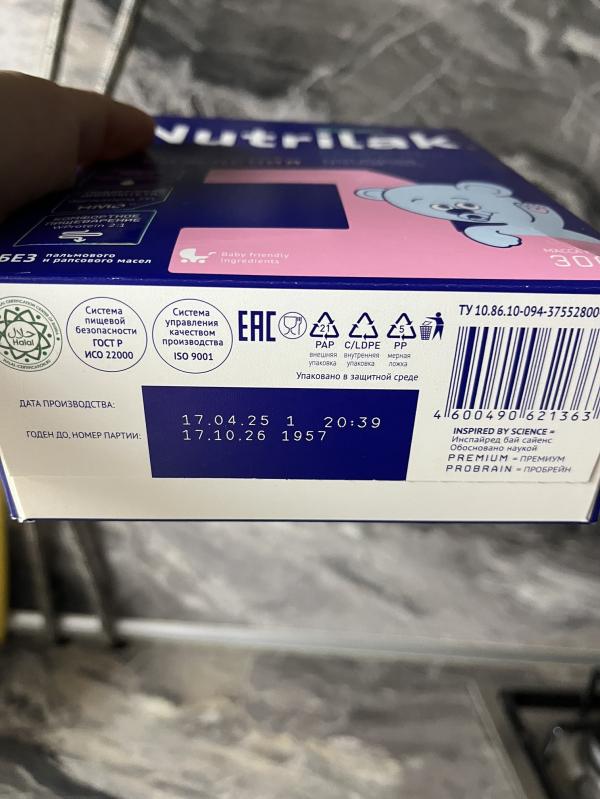 Nutrilak
КОМФОРТНОЕ
ПИЩЕВАРЕНИЕ
БЕЗ пальмового
и рапсового масел
Baby friendly
ingredients
МАССА
300
Halal
Система
пищевой
безопасности
ГОСТ Р
ИСО 22000
Система
управления
качеством
производства
ISO 9001
EAC
21
PAP
внешняя
упаковка
C/LDPE
внутренняя
упаковка
5
PP
мерная
ложка
Упаковано в защитной среде
ТУ 10.86.10-094-37552800
4 600490 621363
ДАТА ПРОИЗВОДСТВА:
17.04.25 1 20:39
ГОДЕН ДО, НОМЕР ПАРТИИ:
17.10.26 1957
INSPIRED BY SCIENCE =
Инспайред бай сайенс
Обосновано наукой
PREMIUM = ПРЕМИУМ
PROBRAIN = ПРОБРЕЙН